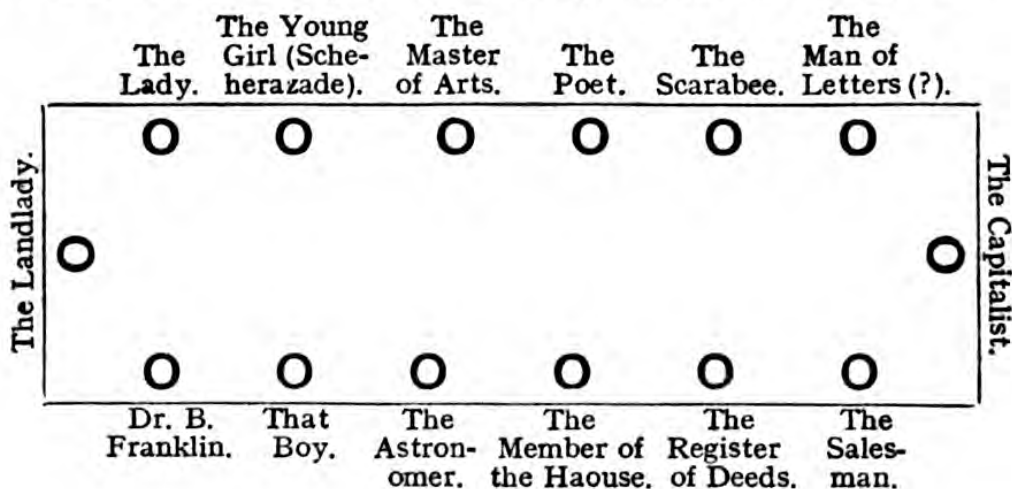 The Lady.
The Young Girl (Sche-
herazade).
The Master of Arts.
The Poet.
The Scarabee.
The Man of Letters (?).
The Landlady.
The Capitalist.
Dr. B. Franklin.
That Boy.
The Astron-
omer.
The Member of the Haouse.
The Register of Deeds.
The Sales-
man.